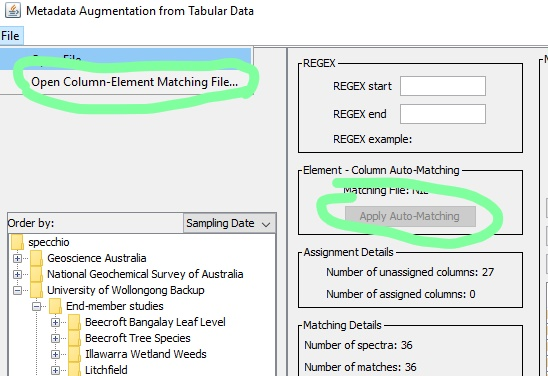 Metadata Augmentation from Tabular Data
File
Open Column-Element Matching File...
REGEX
REGEX start
REGEX end
REGEX example:
Element - Column Auto-Matching
Matching File: NIL
Apply Auto-Matching
Order by:
Sampling Date
specchio
Geoscience Australia
National Geochemical Survey of Australia
University of Wollongong Backup
End-member studies
Beecroft Bangalay Leaf Level
Beecroft Tree Species
Illawarra Wetland Weeds
Litchfield
Assignment Details
Number of unassigned columns: 27
Number of assigned columns: 0
Matching Details
Number of spectra: 36
Number of matches: 36